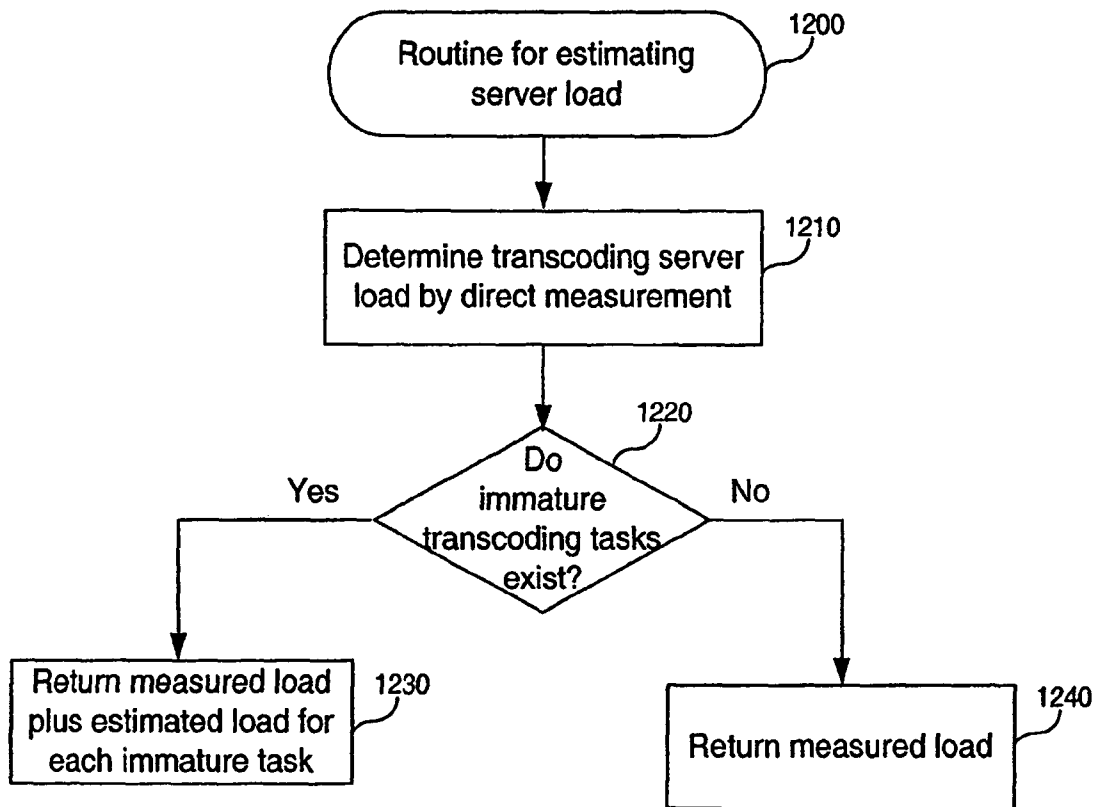 1200
Routine for estimating
server load
1210
Determine transcoding server
load by direct measurement
1220
Do
immature
transcoding tasks
exist?
Yes
No
Return measured load
plus estimated load for
each immature task
1230
1240
Return measured load